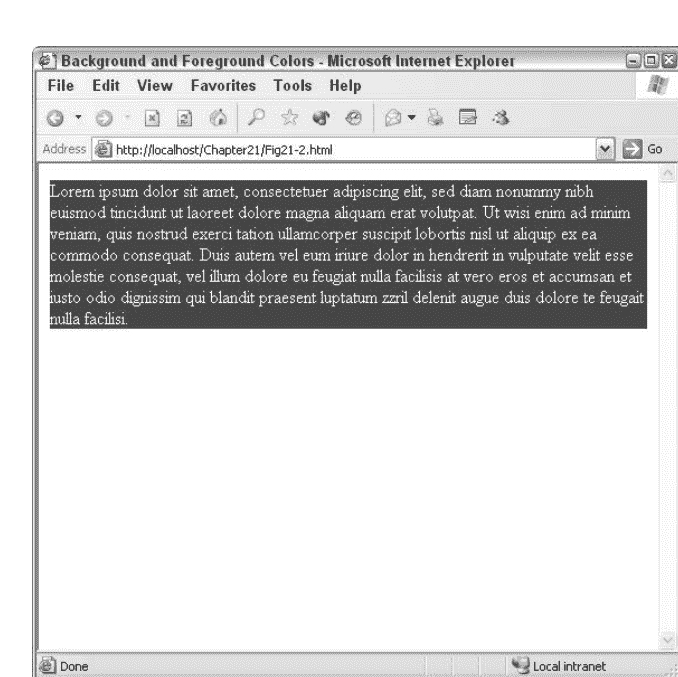 Background and Foreground Colors - Microsoft Internet Explorer
File Edit View Favorites Tools Help
Address http://localhost/Chapter21/Fig21-2.html Go
Lorem ipsum dolor sit amet, consectetuer adipiscing elit, sed diam nonummy nibh
euismod tincidunt ut laoreet dolore magna aliquam erat volutpat. Ut wisi enim ad minim
veniam, quis nostrud exerci tation ullamcorper suscipit lobortis nisl ut aliquip ex ea
commodo consequat. Duis autem vel eum iriure dolor in hendrerit in vulputate velit esse
molestie consequat, vel illum dolore eu feugiat nulla facilisis at vero eros et accumsan et
iusto odio dignissim qui blandit praesent luptatum zzril delenit augue duis dolore te feugait
nulla facilisi.
Done Local intranet